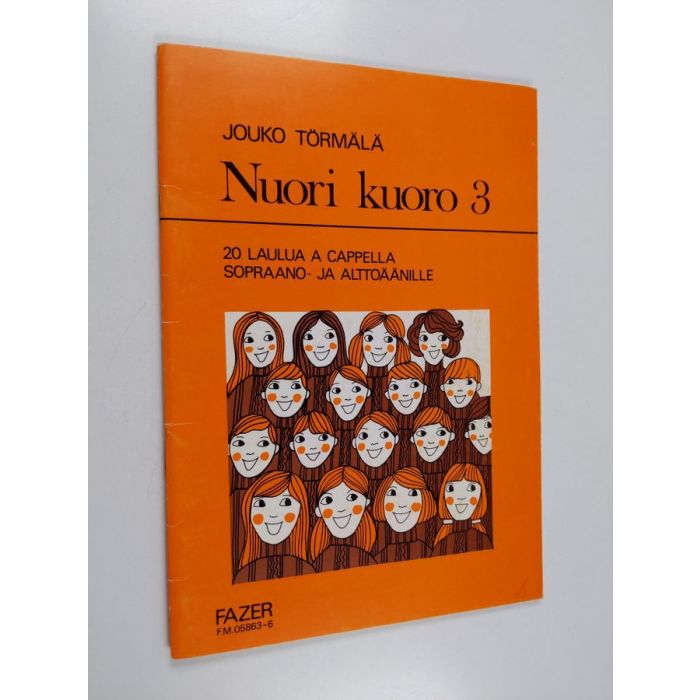 JOUKO TÖRMÄLÄ
Nuori kuoro 3
20 LAULUA A CAPPELLA
SOPRAANO- JA ALTTOÄÄNILLE
FAZER
F.M.05863-6